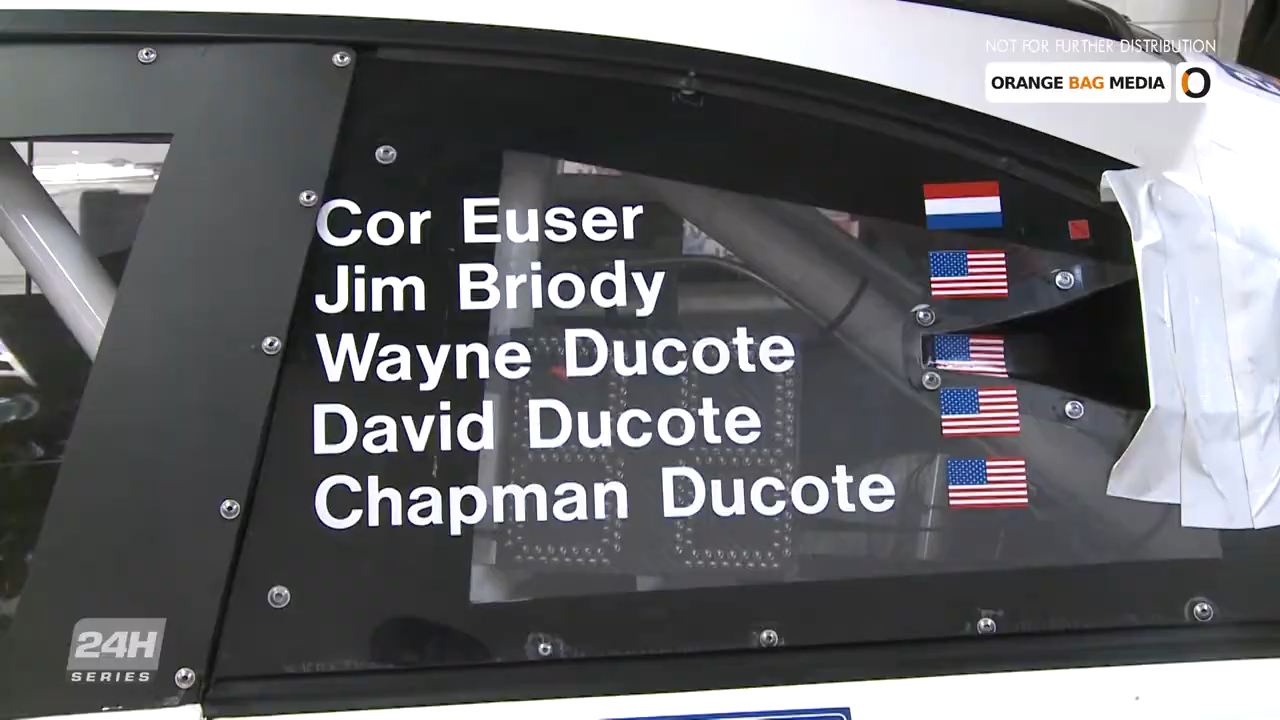 NOT FOR FURTHER DISTRIBUTION
ORANGE BAG MEDIA
Cor Euser
Jim Briody
Wayne Ducote
David Ducote
Chapman Ducote
24H
SERIES